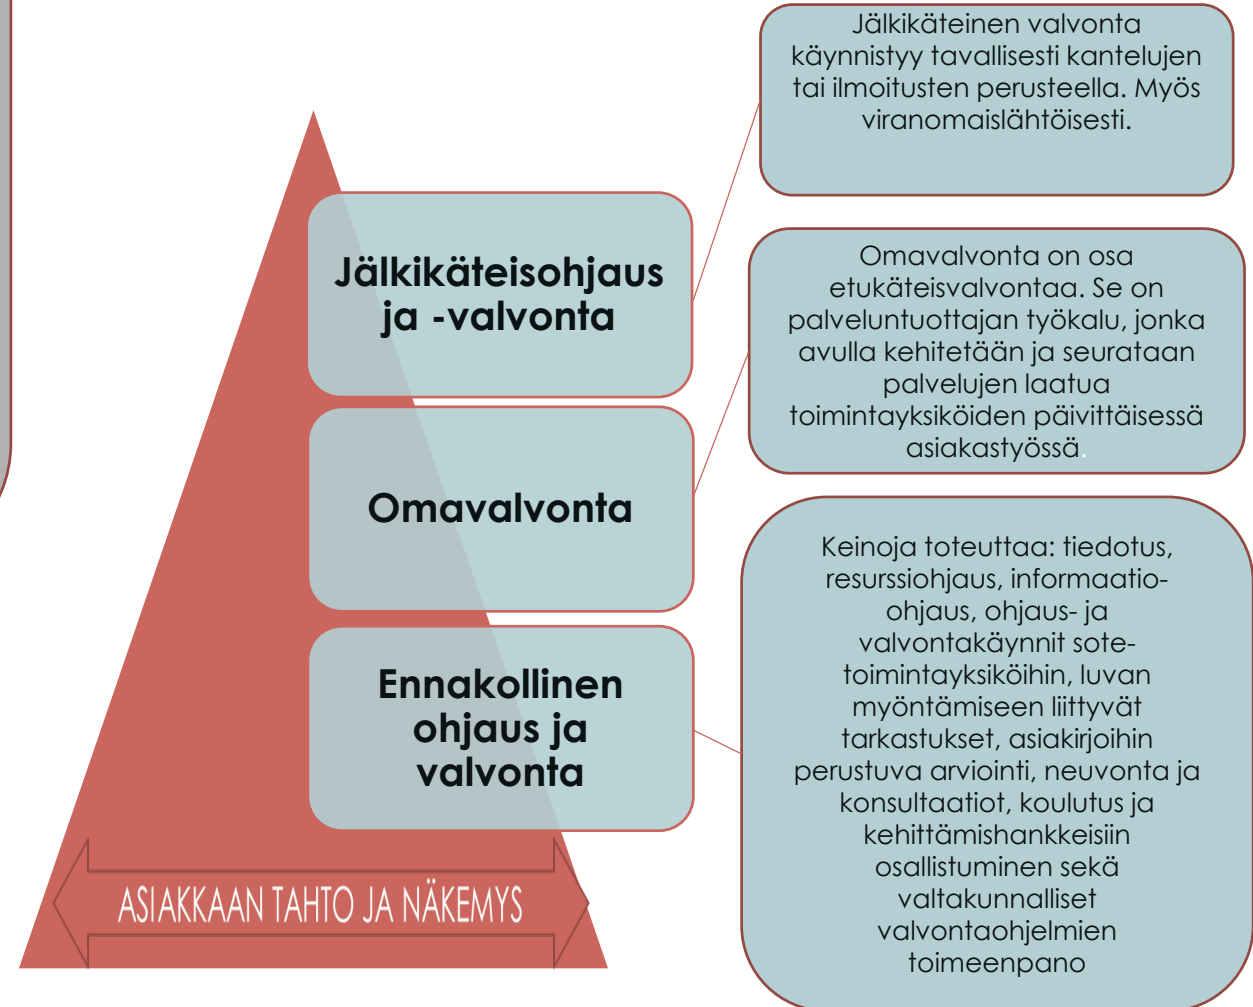 Jälkikäteinen valvonta
käynnistyy tavallisesti kantelujen
tai ilmoitusten perusteella. Myös
viranomaislähtöisesti.
Jälkikäteisohjaus
ja -valvonta
Omavalvonta on osa
etukäteisvalvontaa. Se on
palveluntuottajan työkalu, jonka
avulla kehitetään ja seurataan
palvelujen laatua
toimintayksiköiden päivittäisessä
asiakastyössä.
Omavalvonta
Keinoja toteuttaa: tiedotus,
resurssiohjaus, informaatio-
ohjaus, ohjaus- ja
valvontakäynnit sote-
toimintayksiköihin, luvan
myöntämiseen liittyvät
tarkastukset, asiakirjoihin
perustuva arviointi, neuvonta ja
konsultaatiot, koulutus ja
kehittämishankkeisiin
osallistuminen sekä
valtakunnalliset
valvontaohjelmien
toimeenpano
Ennakollinen
ohjaus ja
valvonta
ASIAKKAAN TAHTO JA NÄKEMYS